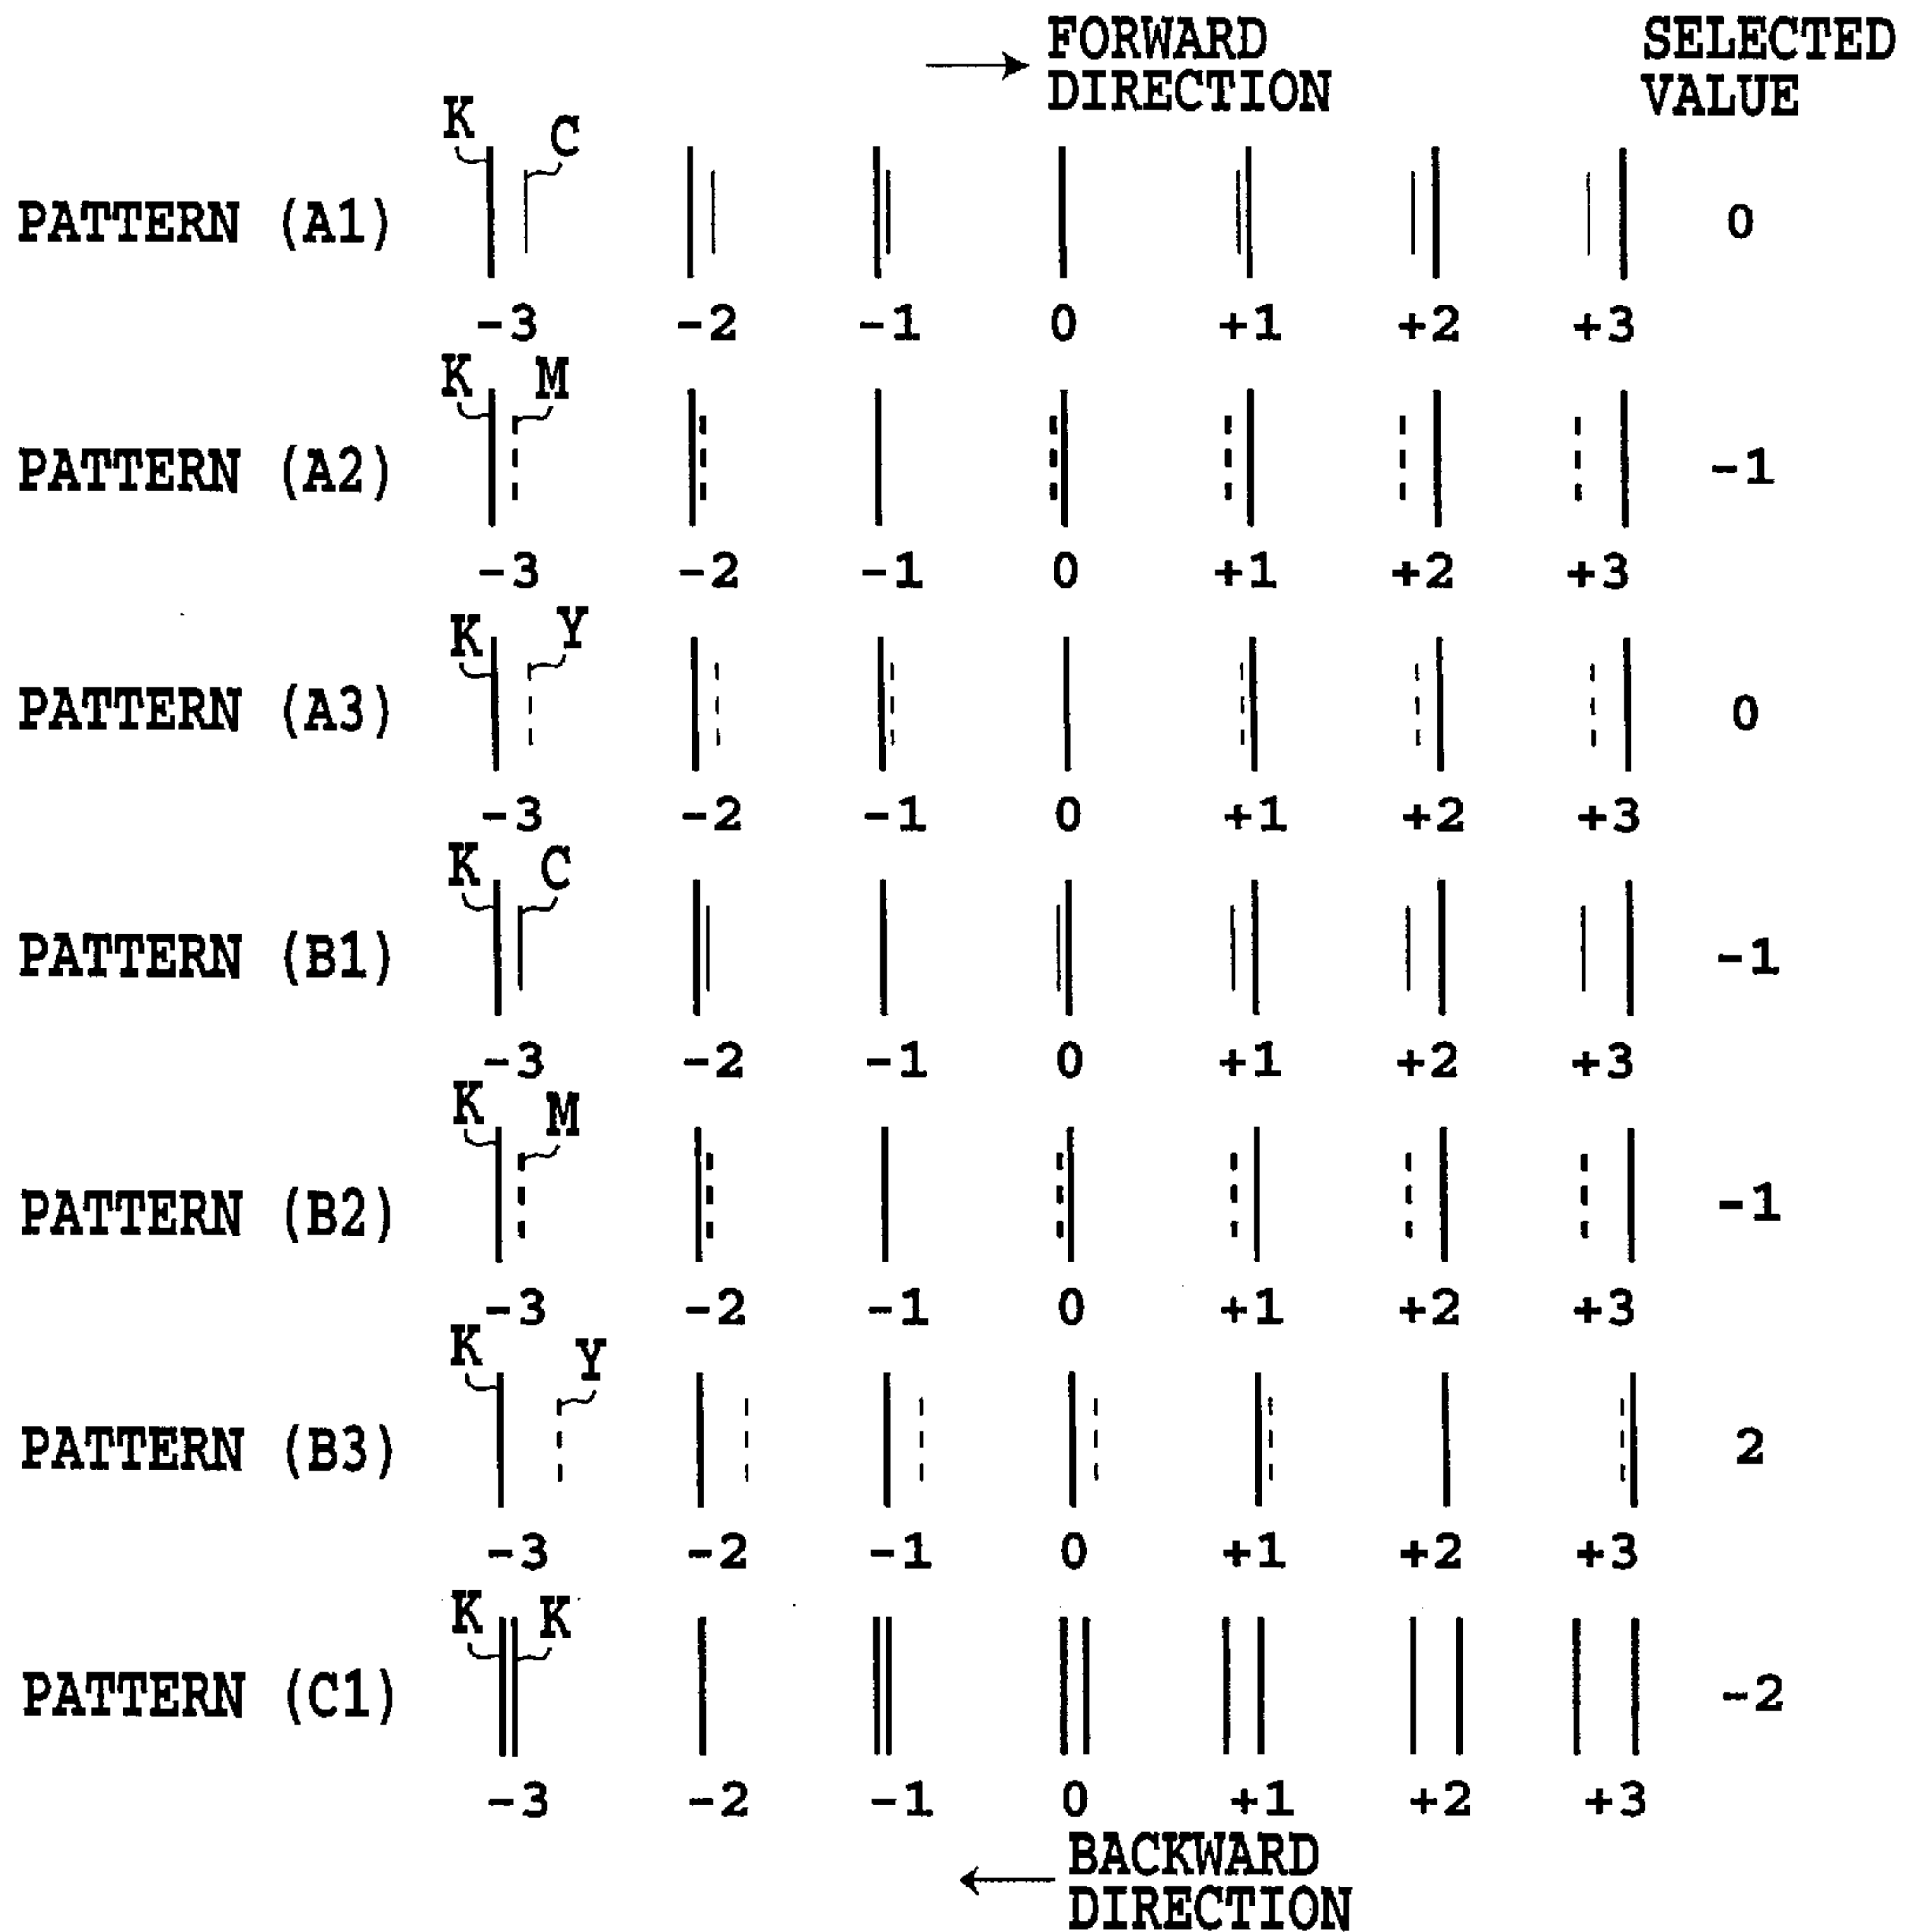 FORWARD DIRECTION
SELECTED VALUE
K C
PATTERN (A1) 0
-3 -2 -1 0 +1 +2 +3
K M
PATTERN (A2) -1
-3 -2 -1 0 +1 +2 +3
K Y
PATTERN (A3) 0
-3 -2 -1 0 +1 +2 +3
K C
PATTERN (B1) -1
-3 -2 -1 0 +1 +2 +3
K M
PATTERN (B2) -1
-3 -2 -1 0 +1 +2 +3
K Y
PATTERN (B3) 2
-3 -2 -1 0 +1 +2 +3
K K
PATTERN (C1) -2
-3 -2 -1 0 +1 +2 +3
BACKWARD
DIRECTION